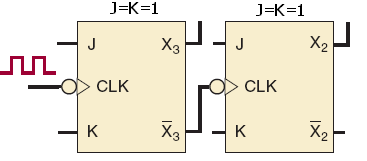 J=K=1 J=K=1
J X3 J X2
CLK CLK
K X̅3 K X̅2